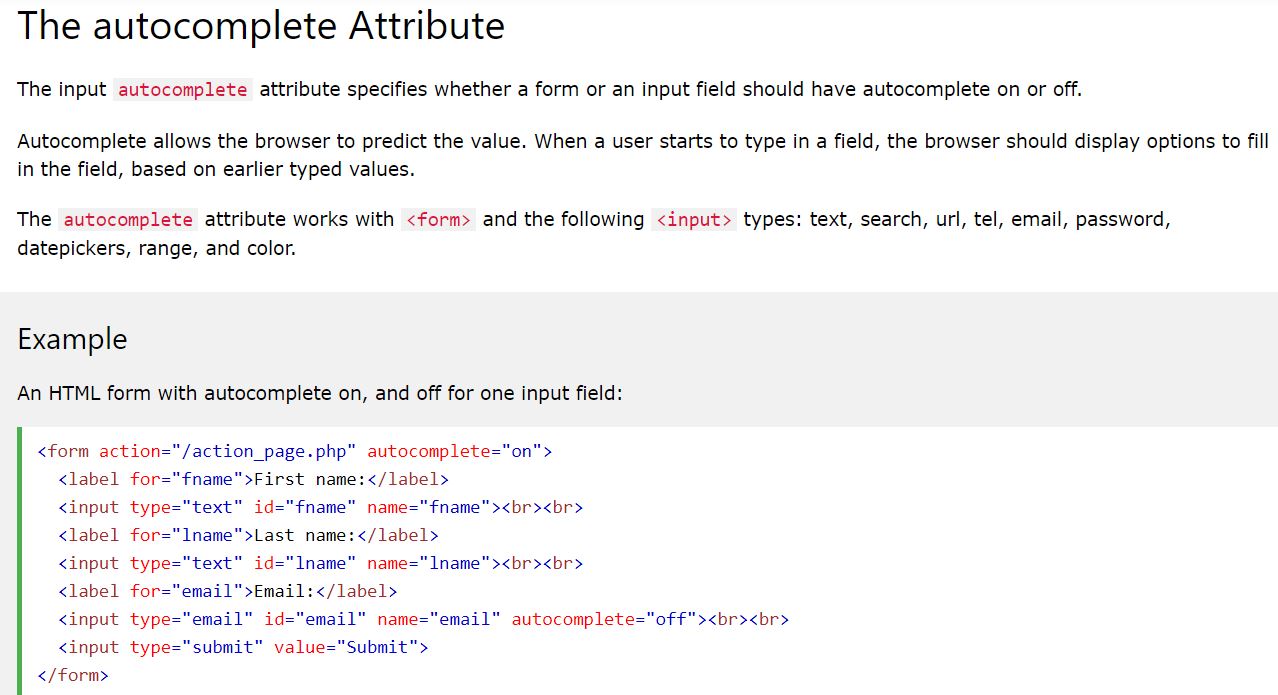 The autocomplete Attribute
The input autocomplete attribute specifies whether a form or an input field should have autocomplete on or off.
Autocomplete allows the browser to predict the value. When a user starts to type in a field, the browser should display options to fill
in the field, based on earlier typed values.
The autocomplete attribute works with <form> and the following <input> types: text, search, url, tel, email, password,
datepickers, range, and color.
Example
An HTML form with autocomplete on, and off for one input field:
<form action="/action_page.php" autocomplete="on">
  <label for="fname">First name:</label>
  <input type="text" id="fname" name="fname"><br><br>
  <label for="lname">Last name:</label>
  <input type="text" id="lname" name="lname"><br><br>
  <label for="email">Email:</label>
  <input type="email" id="email" name="email" autocomplete="off"><br><br>
  <input type="submit" value="Submit">
</form>